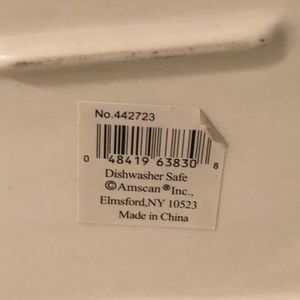 No.442723
0 48419 63830 8
Dishwasher Safe
©Amscan®Inc.,
Elmsford,NY 10523
Made in China